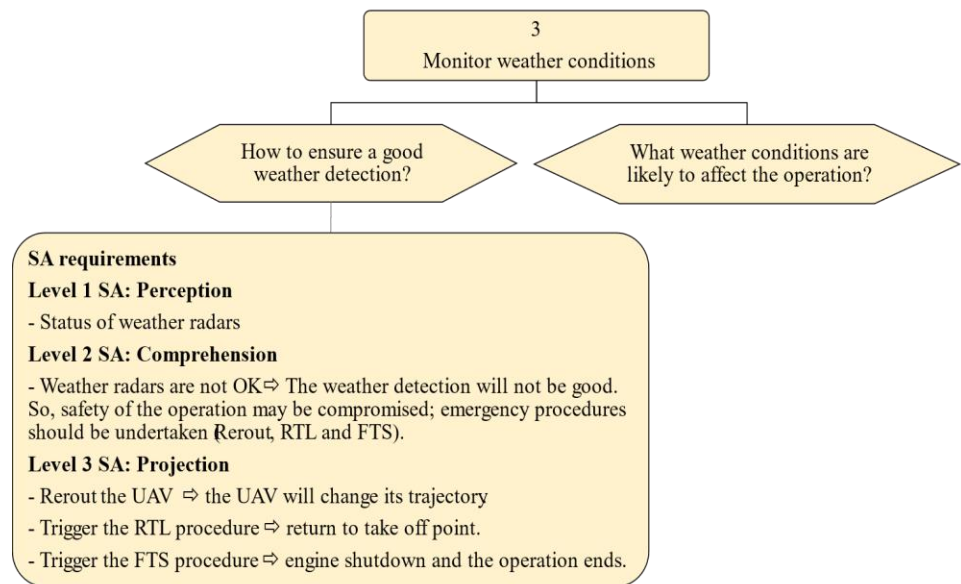 3
Monitor weather conditions
How to ensure a good
weather detection?
What weather conditions are
likely to affect the operation?
SA requirements
Level 1 SA: Perception
- Status of weather radars
Level 2 SA: Comprehension
- Weather radars are not OK⇨ The weather detection will not be good.
So, safety of the operation may be compromised; emergency procedures
should be undertaken (Rerout, RTL and FTS).
Level 3 SA: Projection
- Rerout the UAV ⇨ the UAV will change its trajectory
- Trigger the RTL procedure ⇨ return to take off point.
- Trigger the FTS procedure ⇨ engine shutdown and the operation ends.